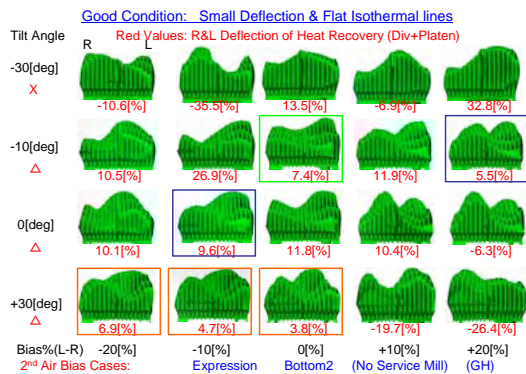 Good Condition: Small Deflection & Flat Isothermal lines
Tilt Angle Red Values: R&L Deflection of Heat Recovery (Div+Platen)
R L
-30[deg]
X
-10.6[%] -35.5[%] 13.5[%] -6.9[%] 32.8[%]
-10[deg]
△
10.5[%] 26.9[%] 7.4[%] 11.9[%] 5.5[%]
0[deg]
△
10.1[%] 9.6[%] 11.8[%] 10.4[%] -6.3[%]
+30[deg]
△
6.9[%] 4.7[%] 3.8[%] -19.7[%] -26.4[%]
Bias%(L-R) -20[%] -10[%] 0[%] +10[%] +20[%]
2nd Air Bias Cases: Expression Bottom2 (No Service Mill) (GH)